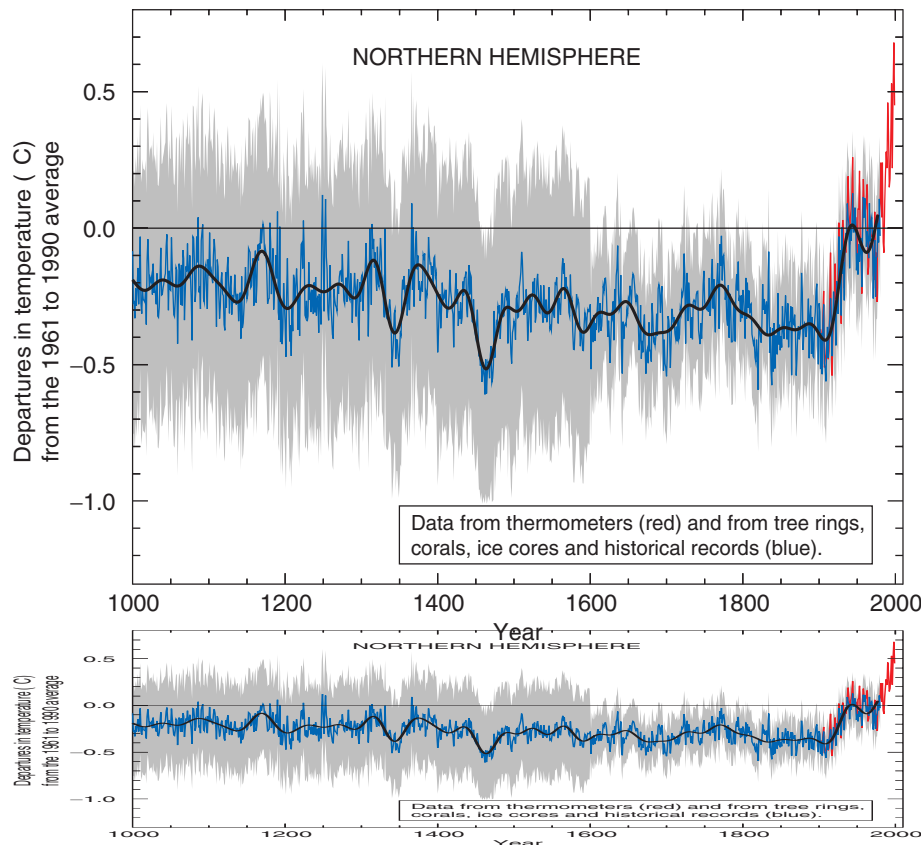 NORTHERN HEMISPHERE
Departures in temperature ( C)
from the 1961 to 1990 average
0.5
0.0
−0.5
−1.0
Data from thermometers (red) and from tree rings,
corals, ice cores and historical records (blue).
1000 1200 1400 1600 1800 2000
Year
NORTHERN HEMISPHERE
Departures in temperature ( C)
from the 1961 to 1990 average
0.5
0.0
−0.5
−1.0
Data from thermometers (red) and from tree rings,
corals, ice cores and historical records (blue).
1000 1200 1400 1600 1800 2000
Year